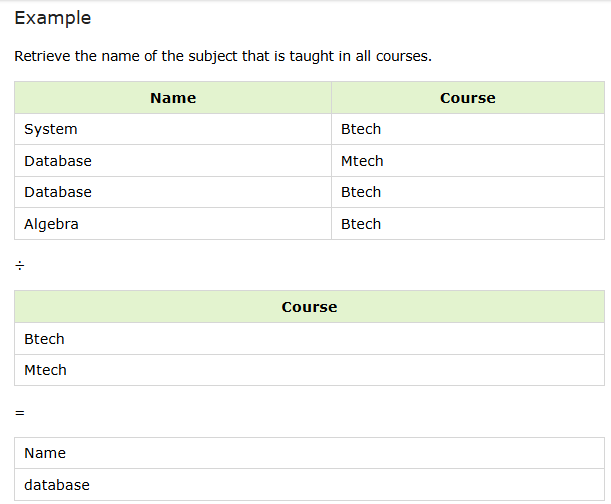 Example
Retrieve the name of the subject that is taught in all courses.
Name Course
System Btech
Database Mtech
Database Btech
Algebra Btech
÷
Course
Btech
Mtech
=
Name
database